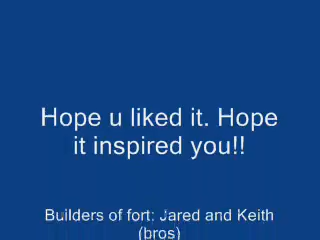 Hope u liked it. Hope
it inspired you!!
Builders of fort: Jared and Keith
(bros)